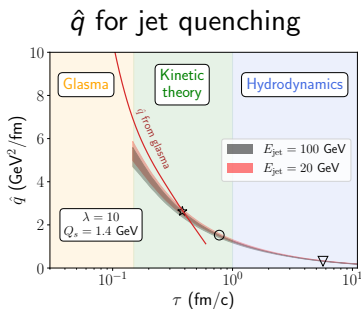 q̂ for jet quenching
q̂ (GeV²/fm)
10
8
6
4
2
0
Glasma
Kinetic
theory
Hydrodynamics
q̂ from glasma
E_jet = 100 GeV
E_jet = 20 GeV
λ = 10
Q_s = 1.4 GeV
10⁻¹
10⁰
10¹
τ (fm/c)